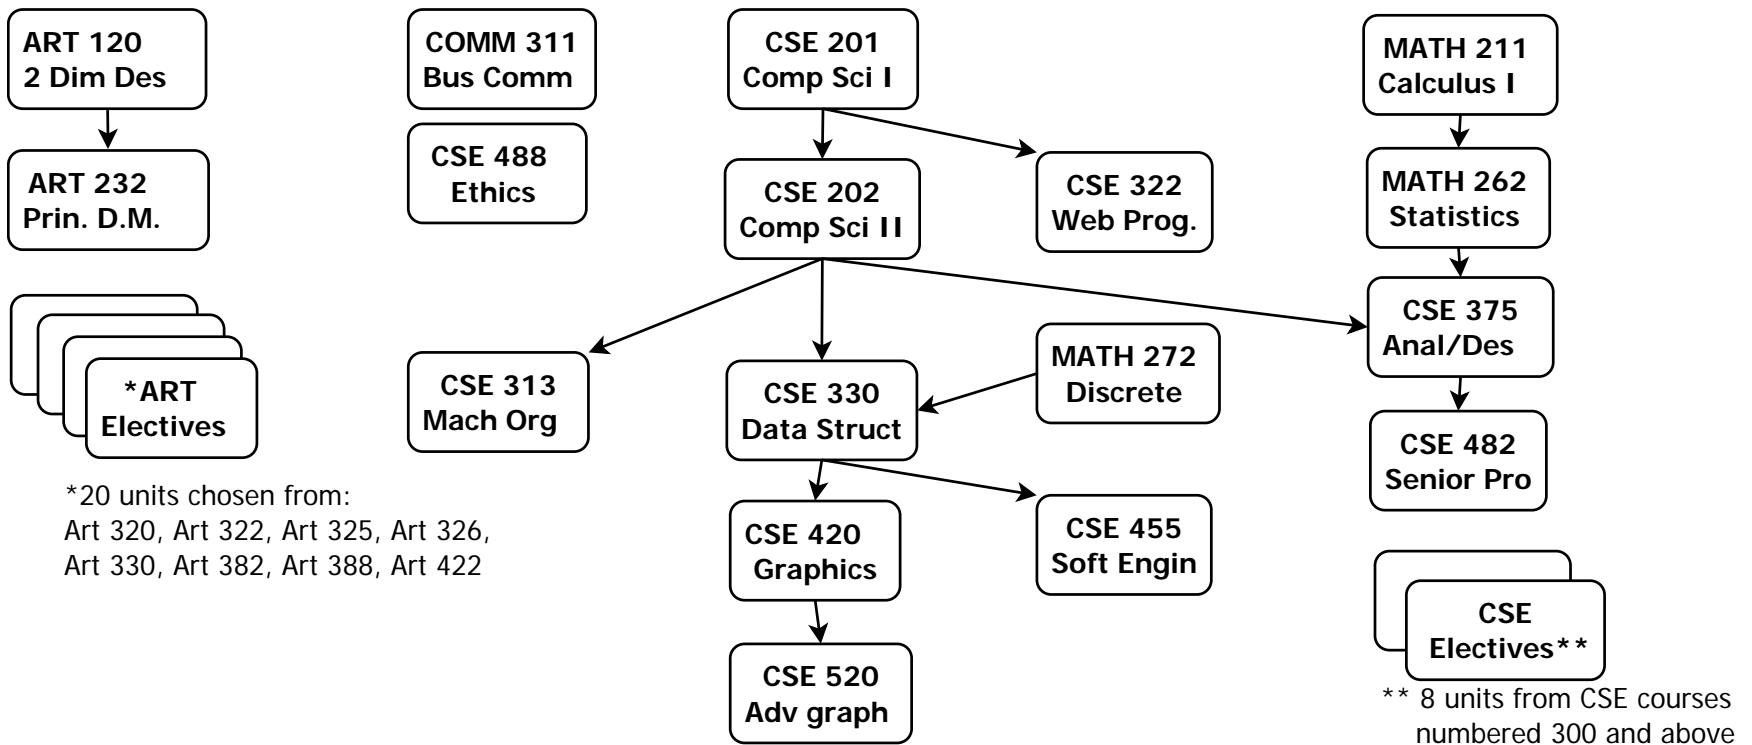 ART 120
2 Dim Des
COMM 311
Bus Comm
CSE 201
Comp Sci I
MATH 211
Calculus I
ART 232
Prin. D.M.
CSE 488
Ethics
CSE 202
Comp Sci II
CSE 322
Web Prog.
MATH 262
Statistics
*ART
Electives
CSE 313
Mach Org
CSE 330
Data Struct
MATH 272
Discrete
CSE 375
Anal/Des
*20 units chosen from:
Art 320, Art 322, Art 325, Art 326,
Art 330, Art 382, Art 388, Art 422
CSE 420
Graphics
CSE 455
Soft Engin
CSE 482
Senior Pro
CSE 520
Adv graph
CSE
Electives**
** 8 units from CSE courses
numbered 300 and above